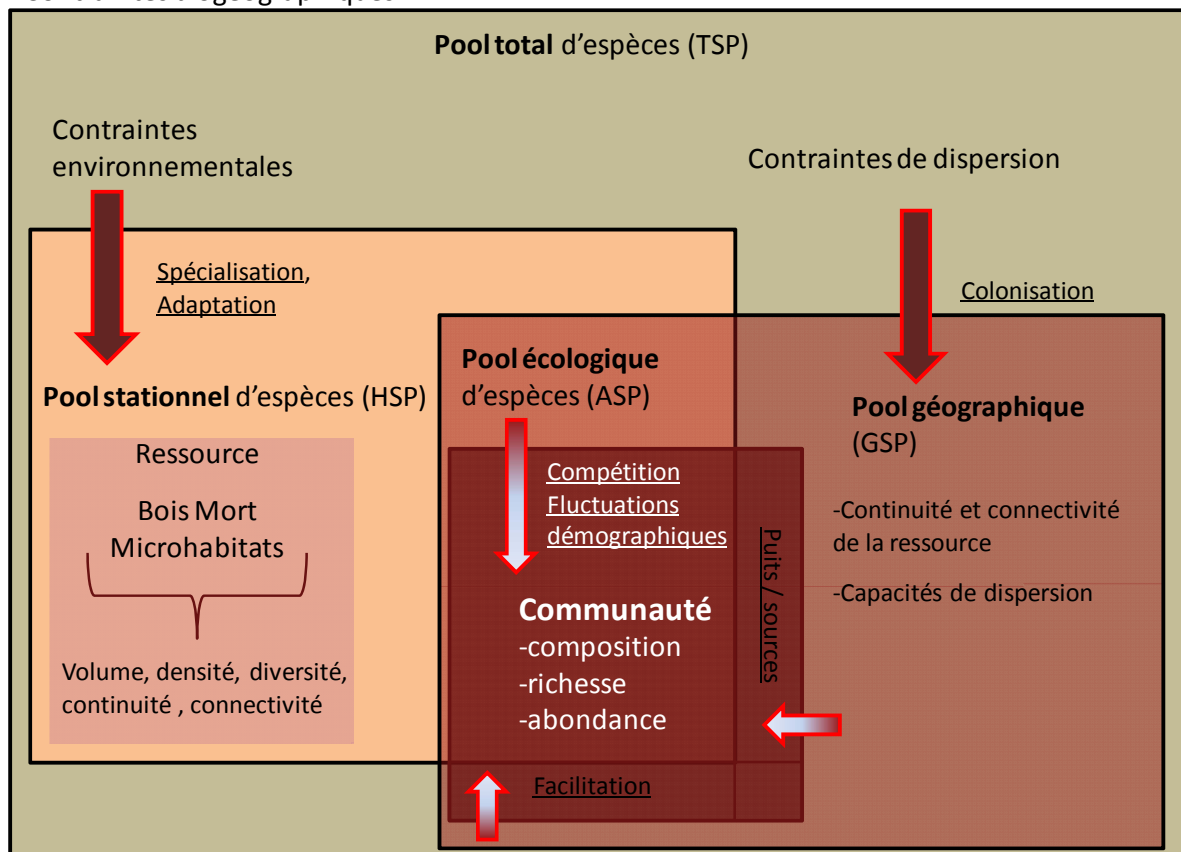 Pool total d'espèces (TSP)
Contraintes
environnementales
Contraintes de dispersion
Spécialisation,
Adaptation
Colonisation
Pool stationnel d'espèces (HSP)
Ressource
Bois Mort
Microhabitats
Volume, densité, diversité,
continuité , connectivité
Pool écologique
d'espèces (ASP)
Compétition
Fluctuations
démographiques
Communauté
-composition
-richesse
-abondance
Puits / sources
Facilitation
Pool géographique
(GSP)
-Continuité et connectivité
de la ressource
-Capacités de dispersion